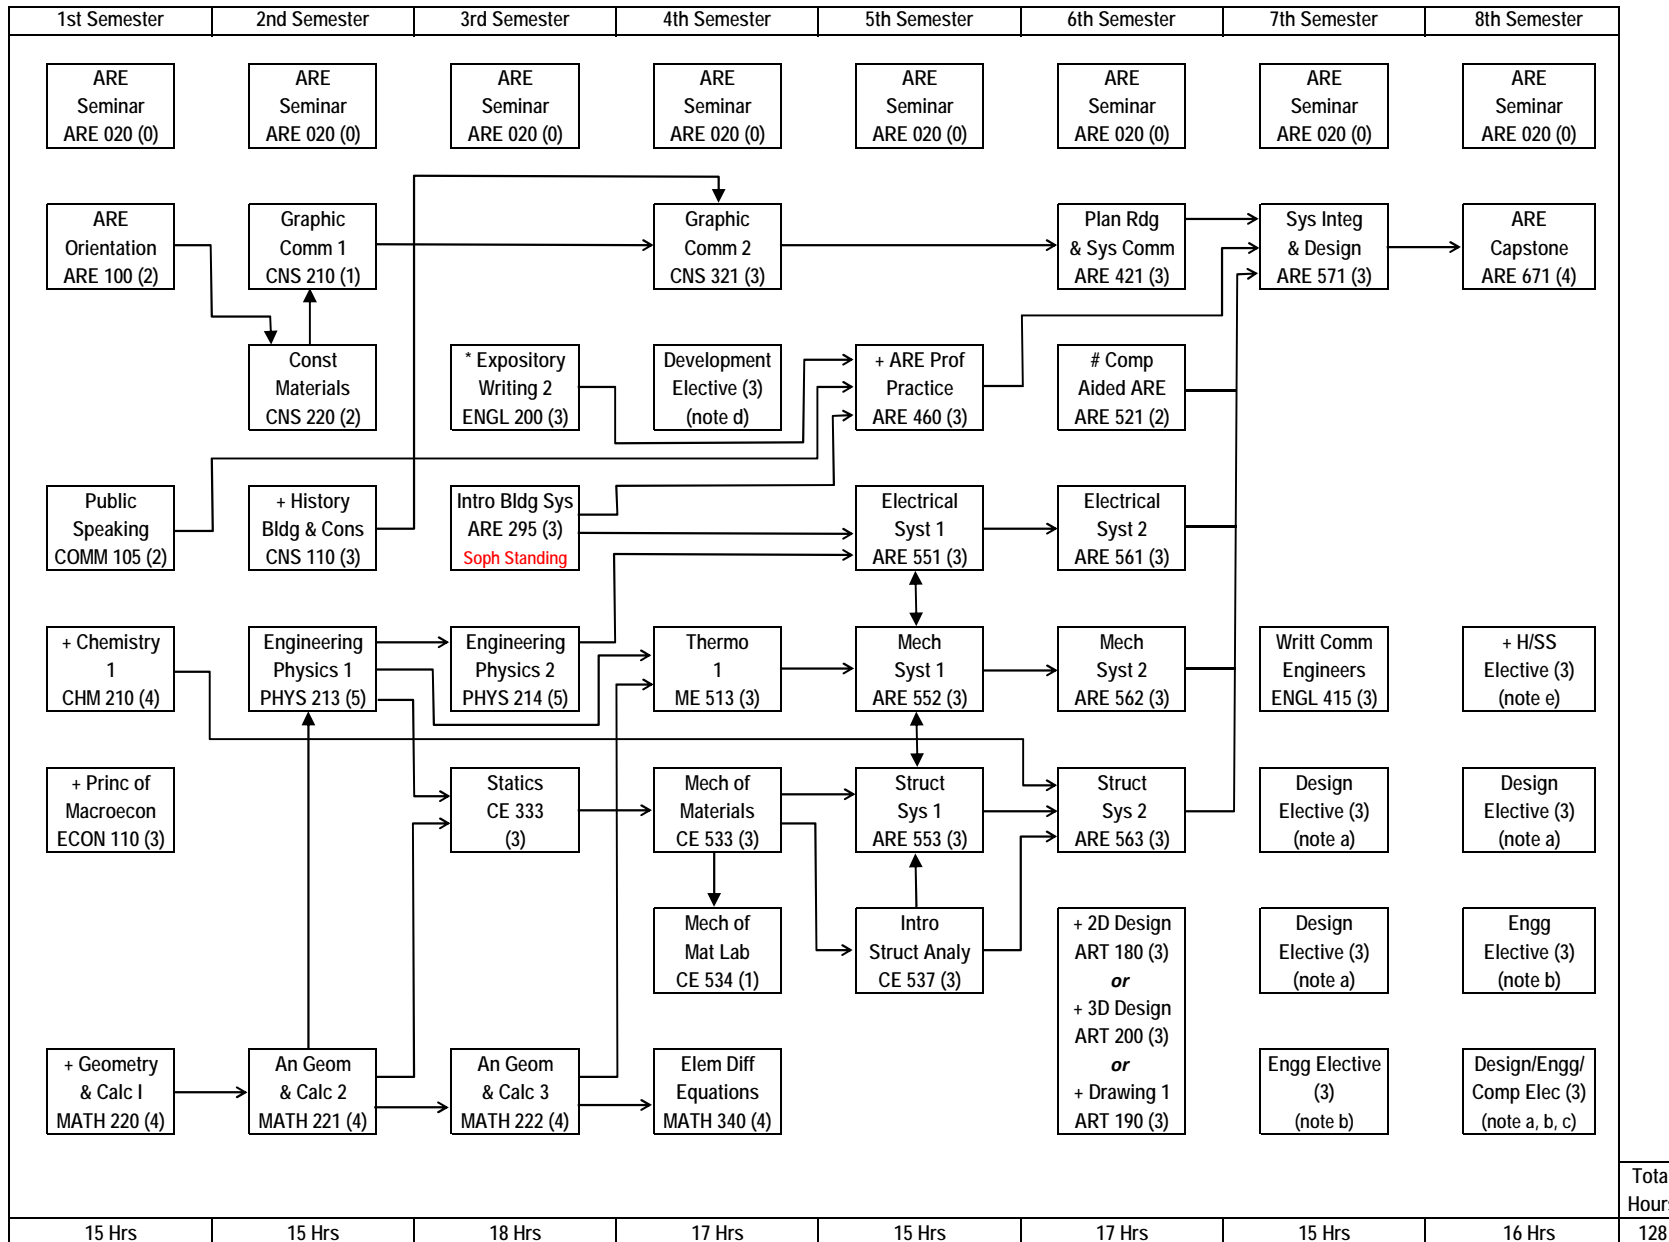 1st Semester
2nd Semester
3rd Semester
4th Semester
5th Semester
6th Semester
7th Semester
8th Semester
ARE
Seminar
ARE 020 (0)
ARE
Seminar
ARE 020 (0)
ARE
Seminar
ARE 020 (0)
ARE
Seminar
ARE 020 (0)
ARE
Seminar
ARE 020 (0)
ARE
Seminar
ARE 020 (0)
ARE
Seminar
ARE 020 (0)
ARE
Seminar
ARE 020 (0)
ARE
Orientation
ARE 100 (2)
Graphic
Comm 1
CNS 210 (1)
Graphic
Comm 2
CNS 321 (3)
Plan Rdg
& Sys Comm
ARE 421 (3)
Sys Integ
& Design
ARE 571 (3)
ARE
Capstone
ARE 671 (4)
Const
Materials
CNS 220 (2)
* Expository
Writing 2
ENGL 200 (3)
Development
Elective (3)
(note d)
+ ARE Prof
Practice
ARE 460 (3)
# Comp
Aided ARE
ARE 521 (2)
Public
Speaking
COMM 105 (2)
+ History
Bldg & Cons
CNS 110 (3)
Intro Bldg Sys
ARE 295 (3)
Soph Standing
Electrical
Syst 1
ARE 551 (3)
Electrical
Syst 2
ARE 561 (3)
+ Chemistry
1
CHM 210 (4)
Engineering
Physics 1
PHYS 213 (5)
Engineering
Physics 2
PHYS 214 (5)
Thermo
1
ME 513 (3)
Mech
Syst 1
ARE 552 (3)
Mech
Syst 2
ARE 562 (3)
Writt Comm
Engineers
ENGL 415 (3)
+ H/SS
Elective (3)
(note e)
+ Princ of
Macroecon
ECON 110 (3)
Statics
CE 333
(3)
Mech of
Materials
CE 533 (3)
Struct
Sys 1
ARE 553 (3)
Struct
Sys 2
ARE 563 (3)
Design
Elective (3)
(note a)
Design
Elective (3)
(note a)
Mech of
Mat Lab
CE 534 (1)
Intro
Struct Analy
CE 537 (3)
+ 2D Design
ART 180 (3)
or
+ 3D Design
ART 200 (3)
or
+ Drawing 1
ART 190 (3)
Design
Elective (3)
(note a)
Engg
Elective (3)
(note b)
+ Geometry
& Calc I
MATH 220 (4)
An Geom
& Calc 2
MATH 221 (4)
An Geom
& Calc 3
MATH 222 (4)
Elem Diff
Equations
MATH 340 (4)
Engg Elective
(3)
(note b)
Design/Engg/
Comp Elec (3)
(note a, b, c)
Tota
Hours
15 Hrs
15 Hrs
18 Hrs
17 Hrs
15 Hrs
17 Hrs
15 Hrs
16 Hrs
128